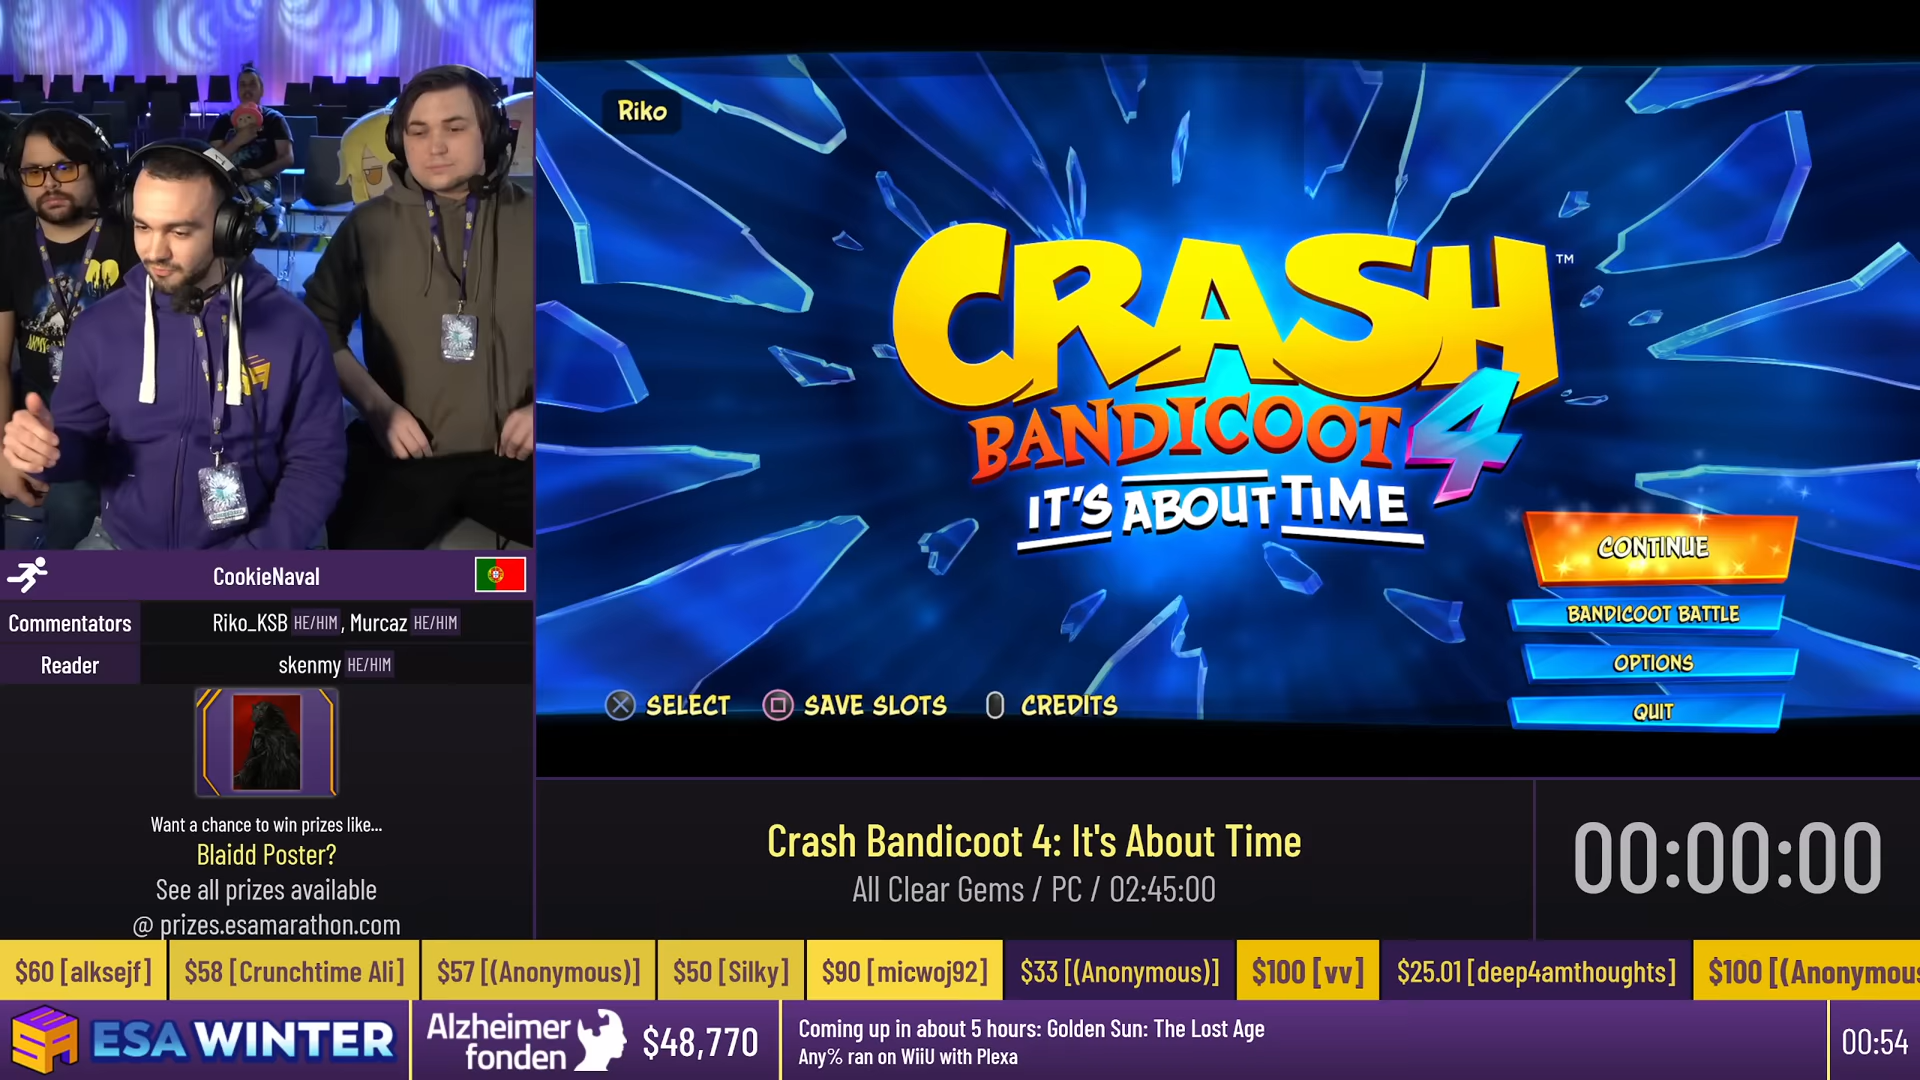 Riko
CRASH™
BANDICOOT 4
IT'S ABOUT TIME
CONTINUE
BANDICOOT BATTLE
OPTIONS
QUIT
SELECT
SAVE SLOTS
CREDITS
CookieNaval
Commentators
Riko_KSB HE/HIM, Murcaz HE/HIM
Reader
skenmy HE/HIM
Want a chance to win prizes like...
Blaidd Poster?
See all prizes available
@ prizes.esamarathon.com
Crash Bandicoot 4: It's About Time
All Clear Gems / PC / 02:45:00
00:00:00
$60 [alksejf]
$58 [Crunchtime Ali]
$57 [(Anonymous)]
$50 [Silky]
$90 [micwoj92]
$33 [(Anonymous)]
$100 [vv]
$25.01 [deep4amthoughts]
$100 [(Anonymous
ESA WINTER
Alzheimer
fonden
$48,770
Coming up in about 5 hours: Golden Sun: The Lost Age
Any% ran on WiiU with Plexa
00:54